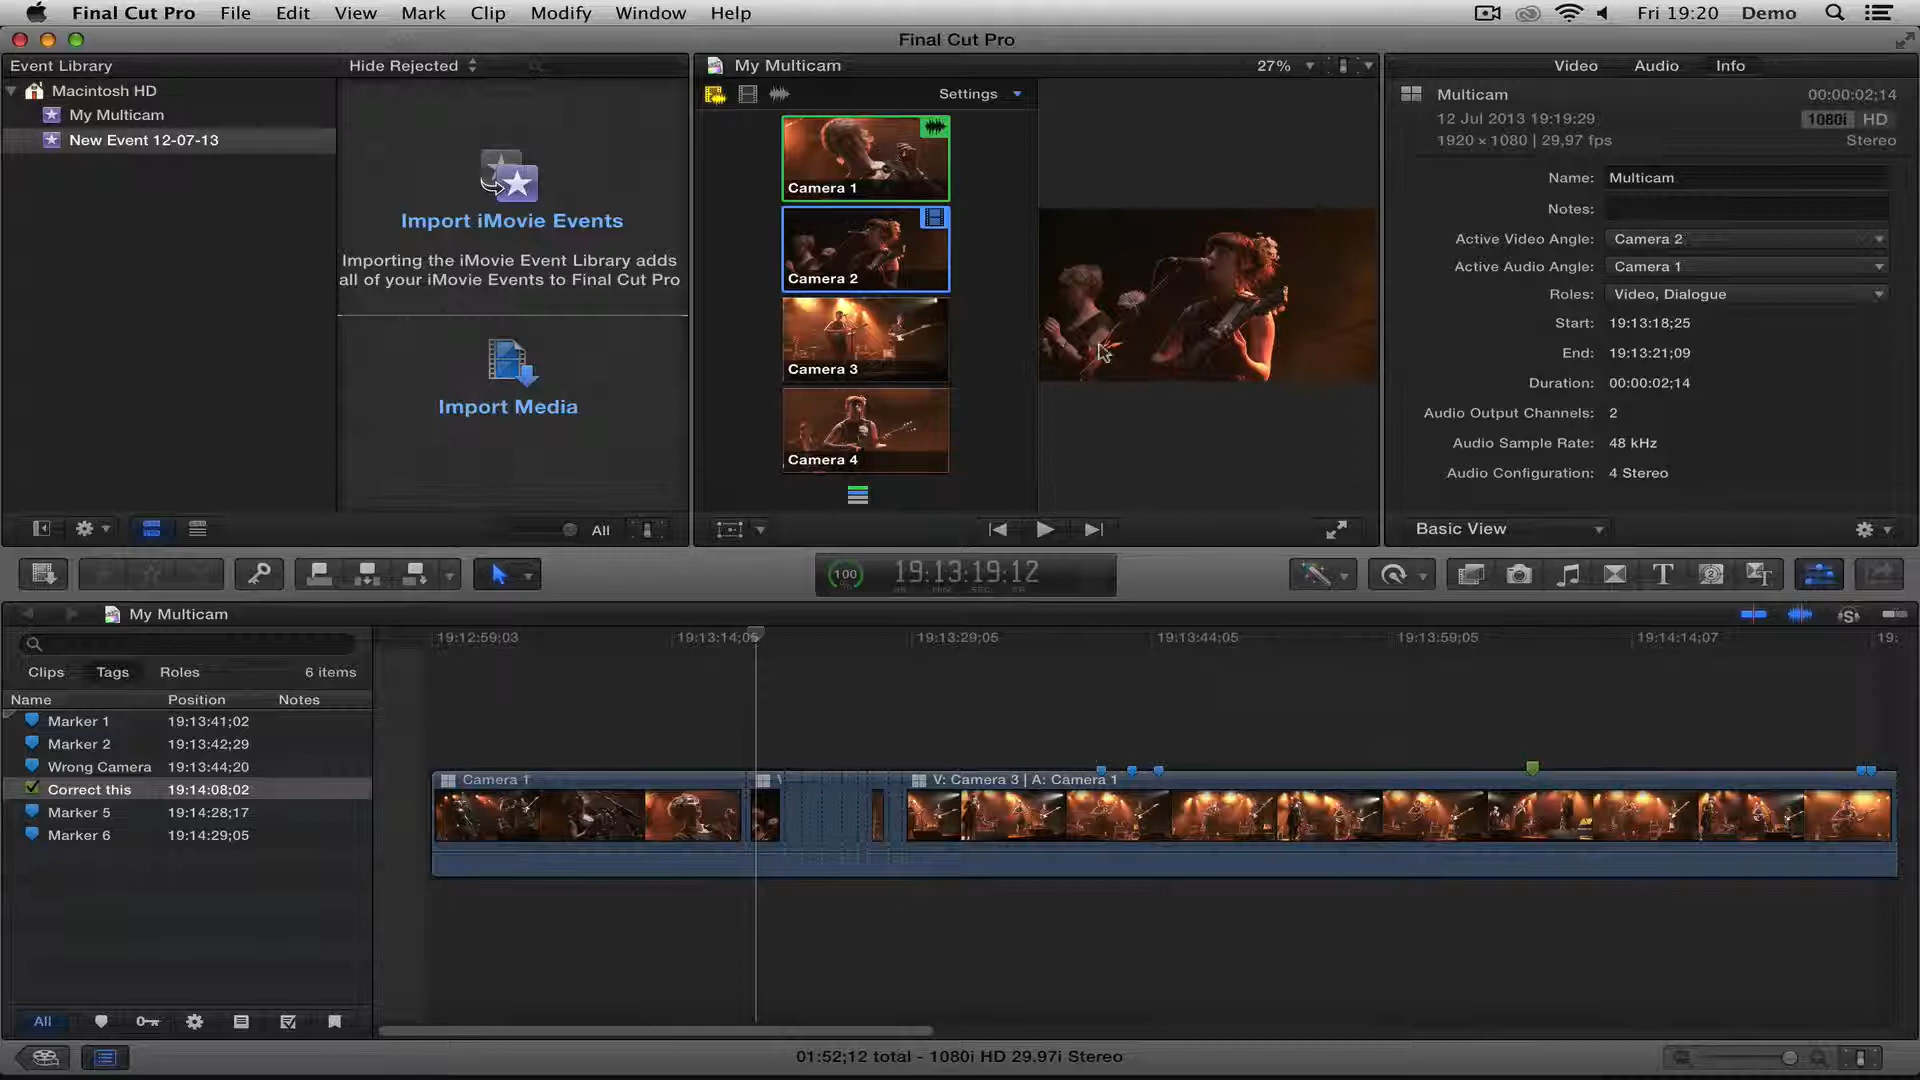 Final Cut Pro File Edit View Mark Clip Modify Window Help Fri 19:20 Demo
Final Cut Pro
Event Library Hide Rejected
Macintosh HD
My Multicam
New Event 12-07-13
Import iMovie Events
Importing the iMovie Event Library adds
all of your iMovie Events to Final Cut Pro
Import Media
All
My Multicam 27%
Settings
Camera 1
Camera 2
Camera 3
Camera 4
Video Audio Info
Multicam 00:00:02;14
12 Jul 2013 19:19:29 1080i HD
1920 × 1080 | 29,97 fps Stereo
Name: Multicam
Notes:
Active Video Angle: Camera 2
Active Audio Angle: Camera 1
Roles: Video, Dialogue
Start: 19:13:18;25
End: 19:13:21;09
Duration: 00:00:02;14
Audio Output Channels: 2
Audio Sample Rate: 48 kHz
Audio Configuration: 4 Stereo
Basic View
100 19:13:19:12
My Multicam
19:12:59;03 19:13:14;05 19:13:29;05 19:13:44;05 19:13:59;05 19:14:14;07 19:
Clips Tags Roles 6 items
Name Position Notes
Marker 1 19:13:41;02
Marker 2 19:13:42;29
Wrong Camera 19:13:44;20
Correct this 19:14:08;02
Marker 5 19:14:28;17
Marker 6 19:14:29;05
Camera 1 V: Camera 3 | A: Camera 1
All
01:52;12 total - 1080i HD 29.97i Stereo